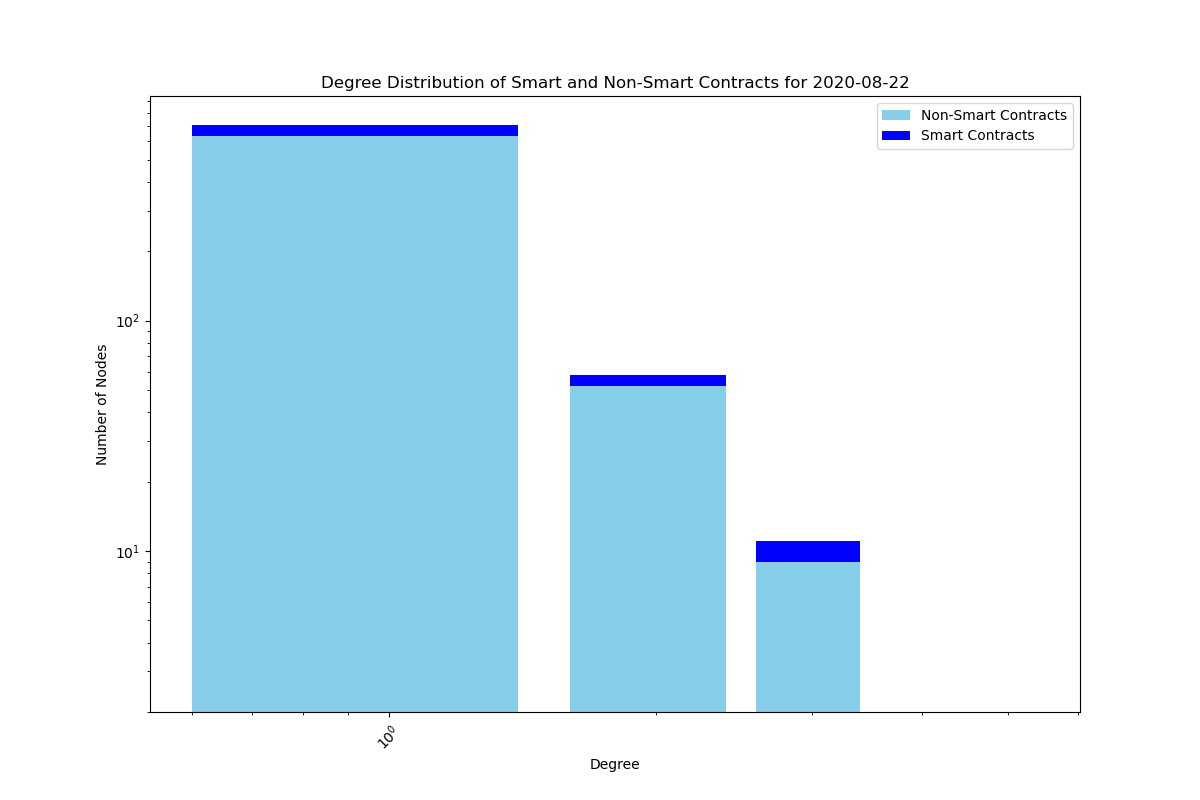 Degree Distribution of Smart and Non-Smart Contracts for 2020-08-22
Non-Smart Contracts
Smart Contracts
10²
10¹
Number of Nodes
10⁰
Degree